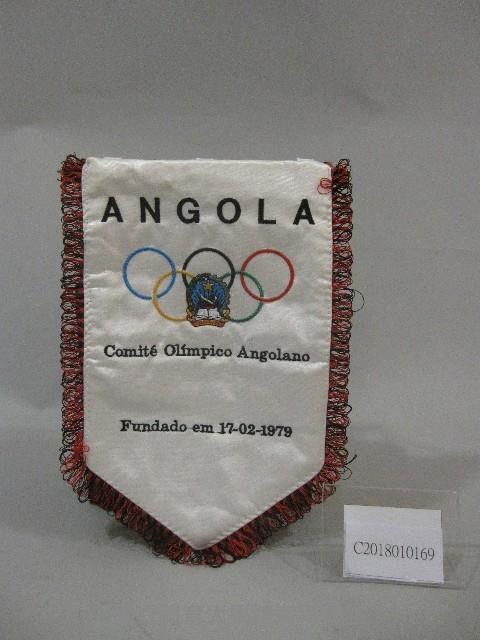 ANGOLA
Comité Olímpico Angolano
Fundado em 17-02-1979
C2018010169